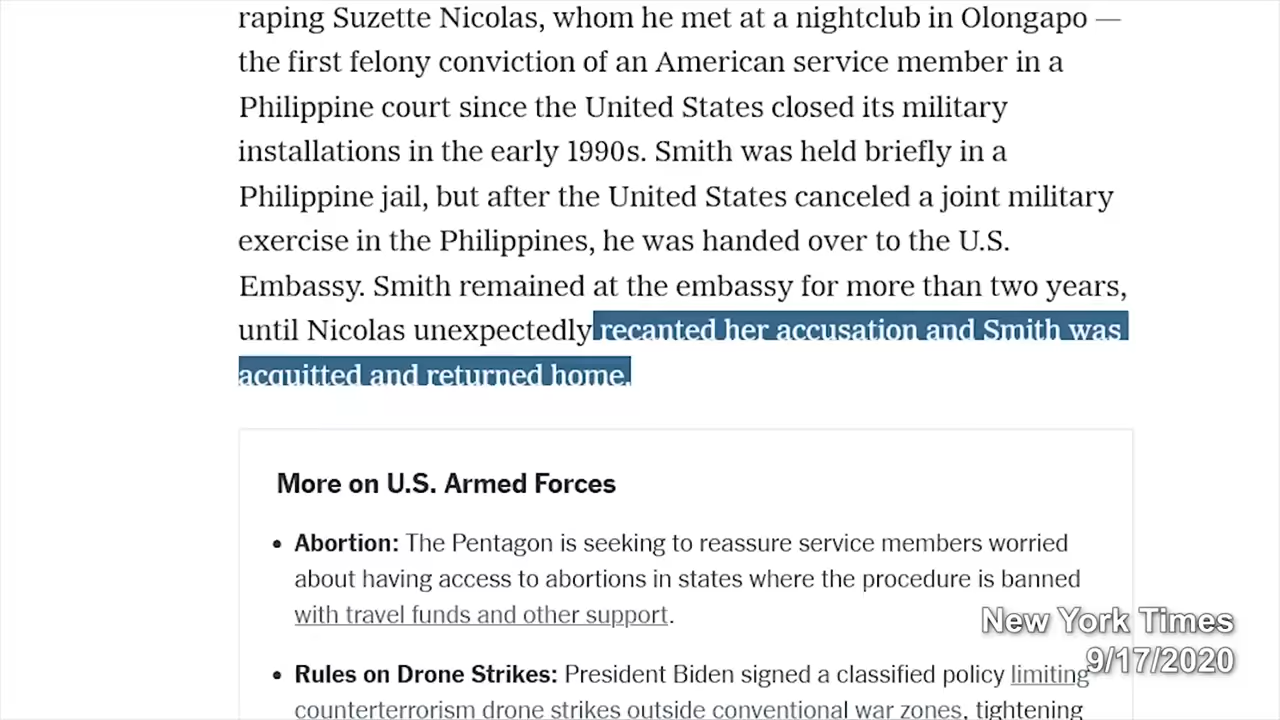 raping Suzette Nicolas, whom he met at a nightclub in Olongapo —
the first felony conviction of an American service member in a
Philippine court since the United States closed its military
installations in the early 1990s. Smith was held briefly in a
Philippine jail, but after the United States canceled a joint military
exercise in the Philippines, he was handed over to the U.S.
Embassy. Smith remained at the embassy for more than two years,
until Nicolas unexpectedly recanted her accusation and Smith was
acquitted and returned home.
More on U.S. Armed Forces
• Abortion: The Pentagon is seeking to reassure service members worried
about having access to abortions in states where the procedure is banned
with travel funds and other support.
• Rules on Drone Strikes: President Biden signed a classified policy limiting
counterterrorism drone strikes outside conventional war zones, tightening
New York Times
9/17/2020